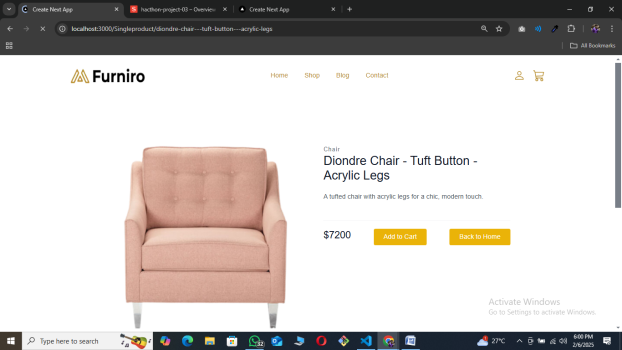 Create Next App
hacthon-project-03 – Overview
Create Next App
localhost:3000/Singleproduct/diondre-chair---tuft-button---acrylic-legs
All Bookmarks
Furniro
Home
Shop
Blog
Contact
Chair
Diondre Chair - Tuft Button -
Acrylic Legs
A tufted chair with acrylic legs for a chic, modern touch.
$7200
Add to Cart
Back to Home
Activate Windows
Go to Settings to activate Windows.
Type here to search
27°C
6:00 PM
2/6/2025